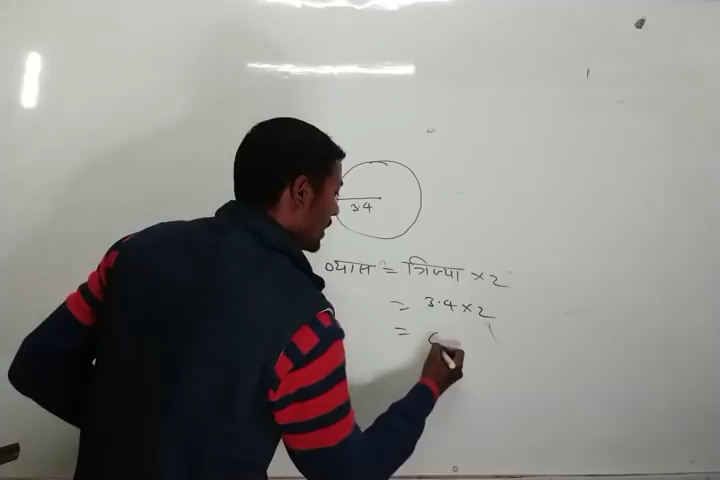 3.4
व्यास = त्रिज्या × 2
= 3.4 × 2
=